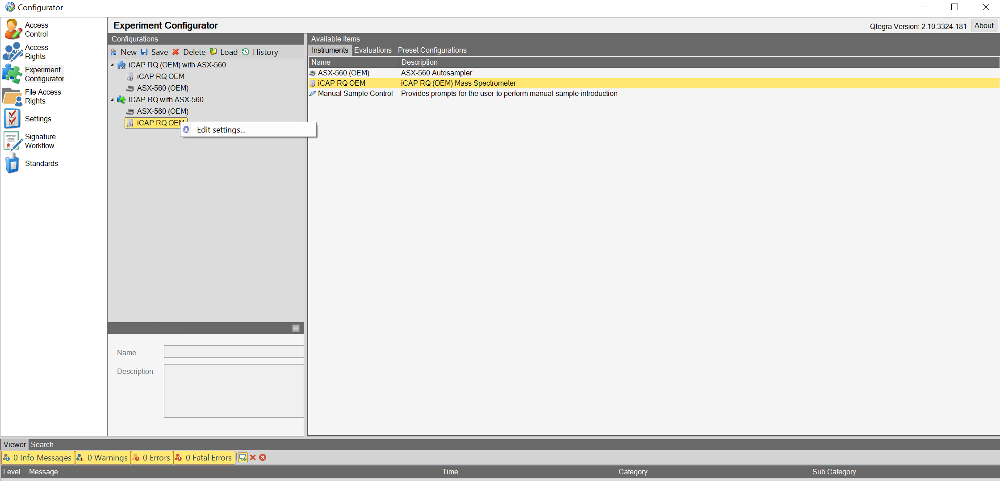 Configurator
Access
Control
Access
Rights
Experiment
Configurator
File Access
Rights
Settings
Signature
Workflow
Standards
Experiment Configurator
Qtegra Version: 2.10.3324.181 About
Configurations
New Save Delete Load History
iCAP RQ (OEM) with ASX-560
iCAP RQ OEM
ASX-560 (OEM)
ICAP RQ with ASX-560
ASX-560 (OEM)
iCAP RQ OEM
Edit settings...
Name
Description
Available Items
Instruments Evaluations Preset Configurations
Name Description
ASX-560 (OEM) ASX-560 Autosampler
iCAP RQ OEM iCAP RQ (OEM) Mass Spectrometer
Manual Sample Control Provides prompts for the user to perform manual sample introduction
Viewer Search
0 Info Messages 0 Warnings 0 Errors 0 Fatal Errors
Level Message Time Category Sub Category